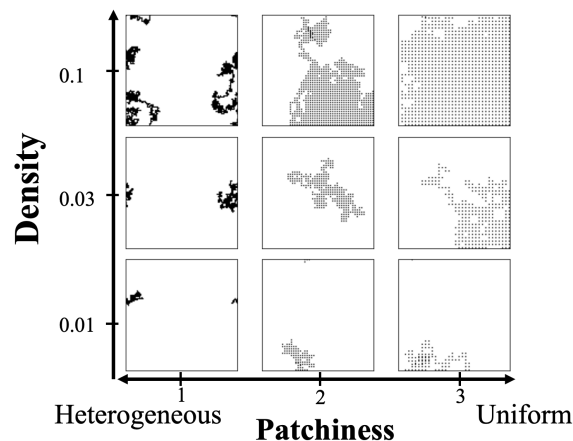 Density
0.1
0.03
0.01
1
2
3
Heterogeneous
Patchiness
Uniform